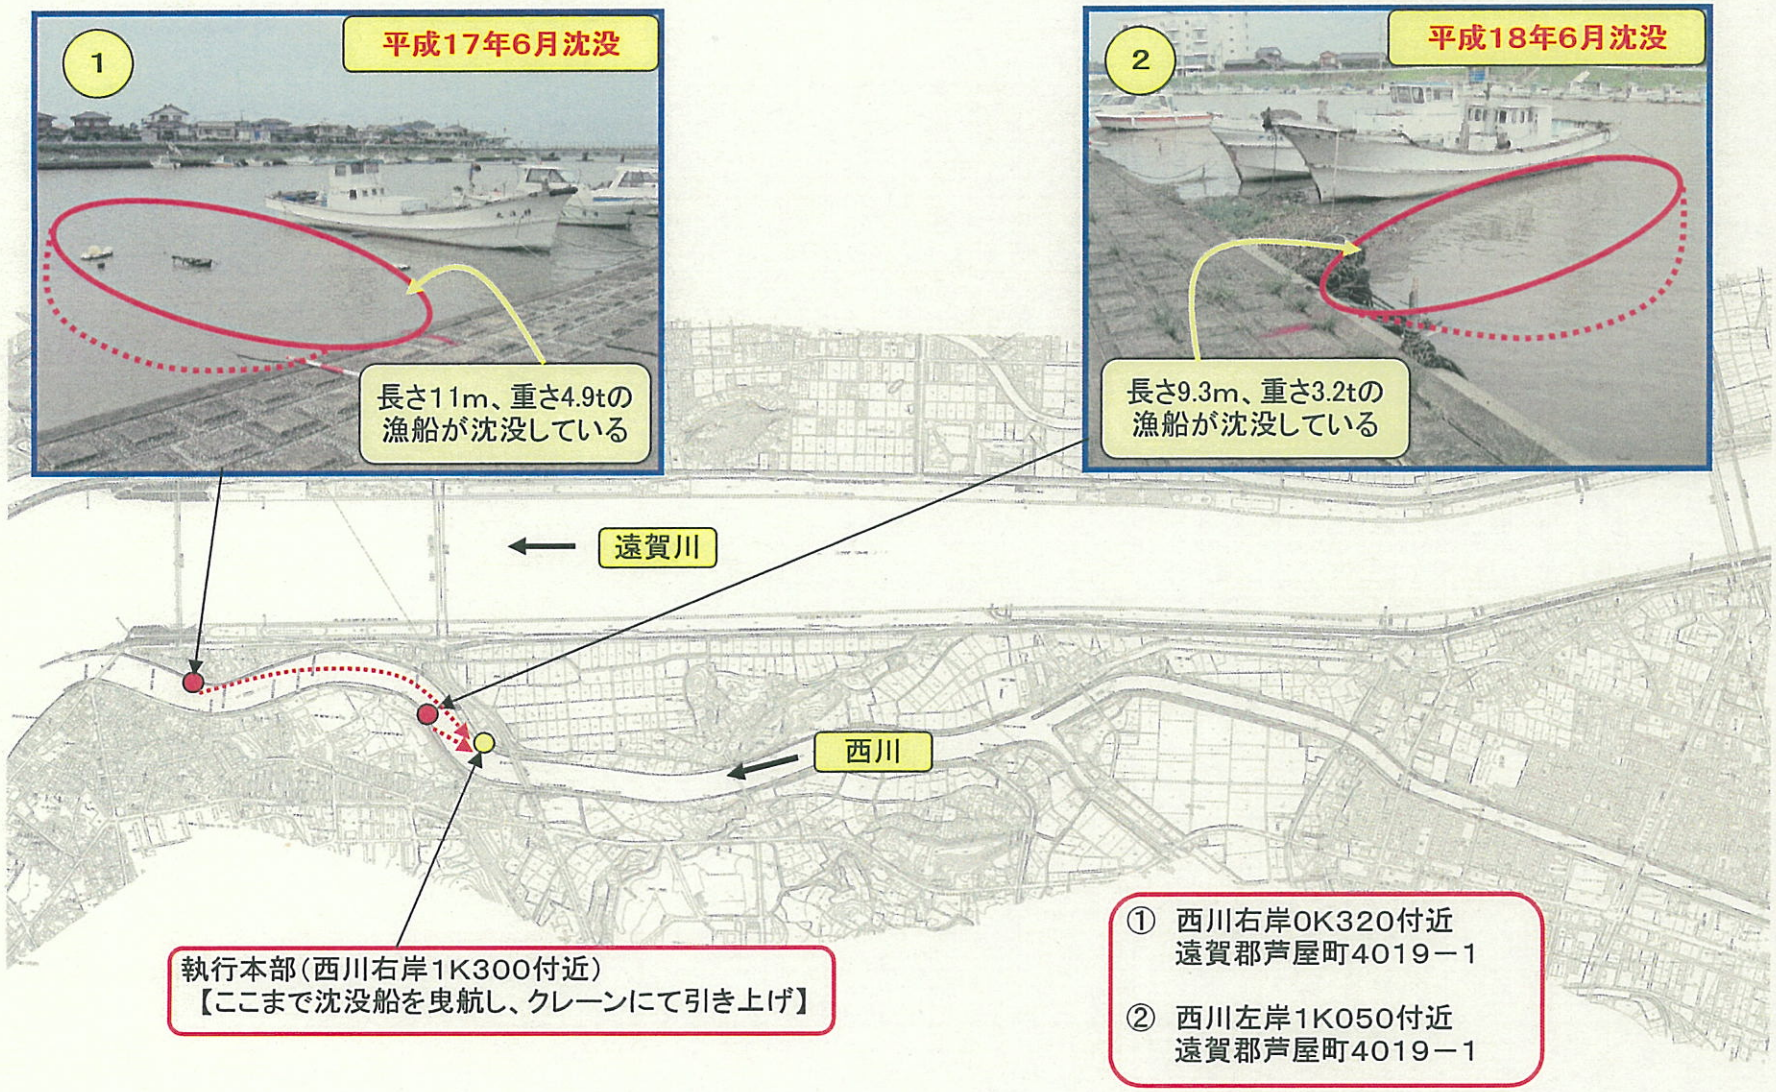 1
平成17年6月沈没
長さ11m、重さ4.9tの
漁船が沈没している
2
平成18年6月沈没
長さ9.3m、重さ3.2tの
漁船が沈没している
遠賀川
西川
執行本部(西川右岸1K300付近)
【ここまで沈没船を曳航し、クレーンにて引き上げ】
① 西川右岸0K320付近
遠賀郡芦屋町4019-1
② 西川左岸1K050付近
遠賀郡芦屋町4019-1